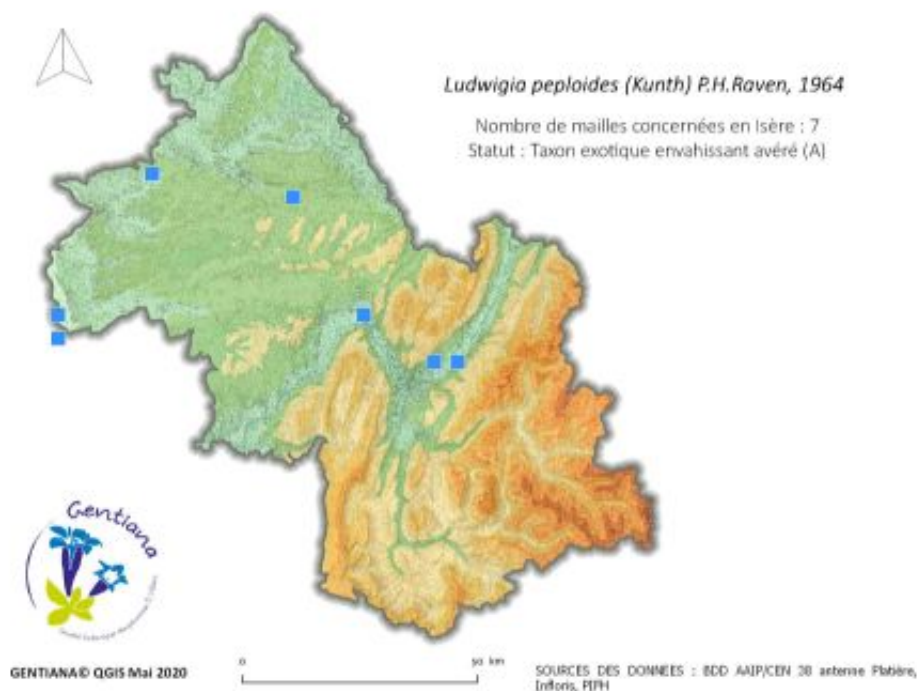 Ludwigia peploides (Kunth) P.H.Raven, 1964
Nombre de mailles concernées en Isère : 7
Statut : Taxon exotique envahissant avéré (A)
Gentiana
GENTIANA© QGIS Mai 2020
0 50 km
SOURCES DES DONNEES : BDD AAIP/CEN 38 antenne Platière,
Infloris, PIFH